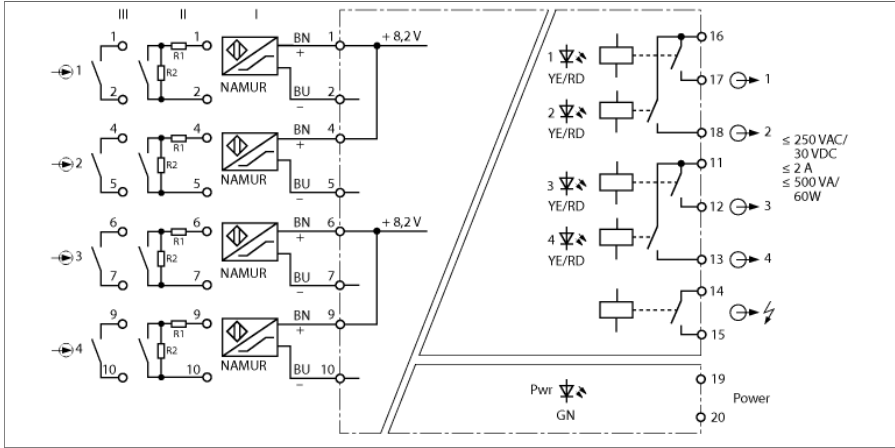 III II I
1 1 BN 1 + 8,2 V
R1 +
1 R2
2 2 NAMUR BU 2
–
4 4 BN 4
R1 +
2 R2
5 5 NAMUR BU 5
–
6 6 BN 6 + 8,2 V
R1 +
3 R2
7 7 NAMUR BU 7
–
9 9 BN 9
R1 +
4 R2
10 10 NAMUR BU 10
–
16
1
YE/RD
17 1
2
YE/RD
18 2
≤ 250 VAC/
30 VDC
≤ 2 A
≤ 500 VA/
60W
11
3
YE/RD
12 3
4
YE/RD
13 4
14
15
Pwr
GN
19
Power
20